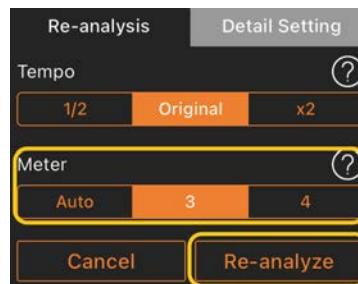 Re-analysis Detail Setting
Tempo ?
1/2 Original x2
Meter ?
Auto 3 4
Cancel Re-analyze